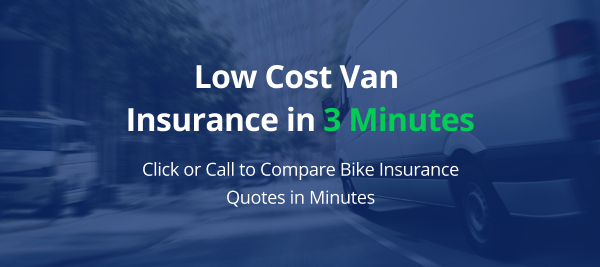 Low Cost Van
Insurance in 3 Minutes
Click or Call to Compare Bike Insurance
Quotes in Minutes